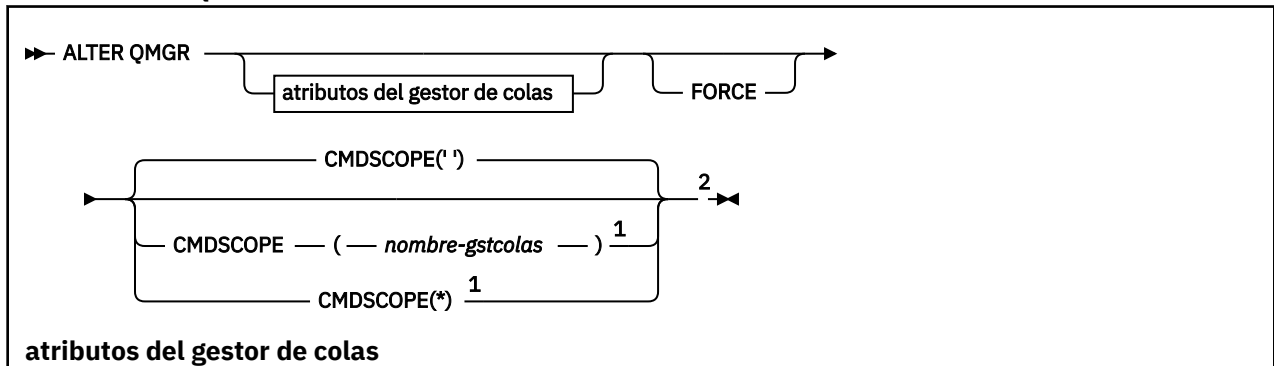 ALTER QMGR
atributos del gestor de colas
FORCE
CMDSCOPE(' ')
2
CMDSCOPE ( nombre-gstcolas ) 1
CMDSCOPE(*) 1
atributos del gestor de colas